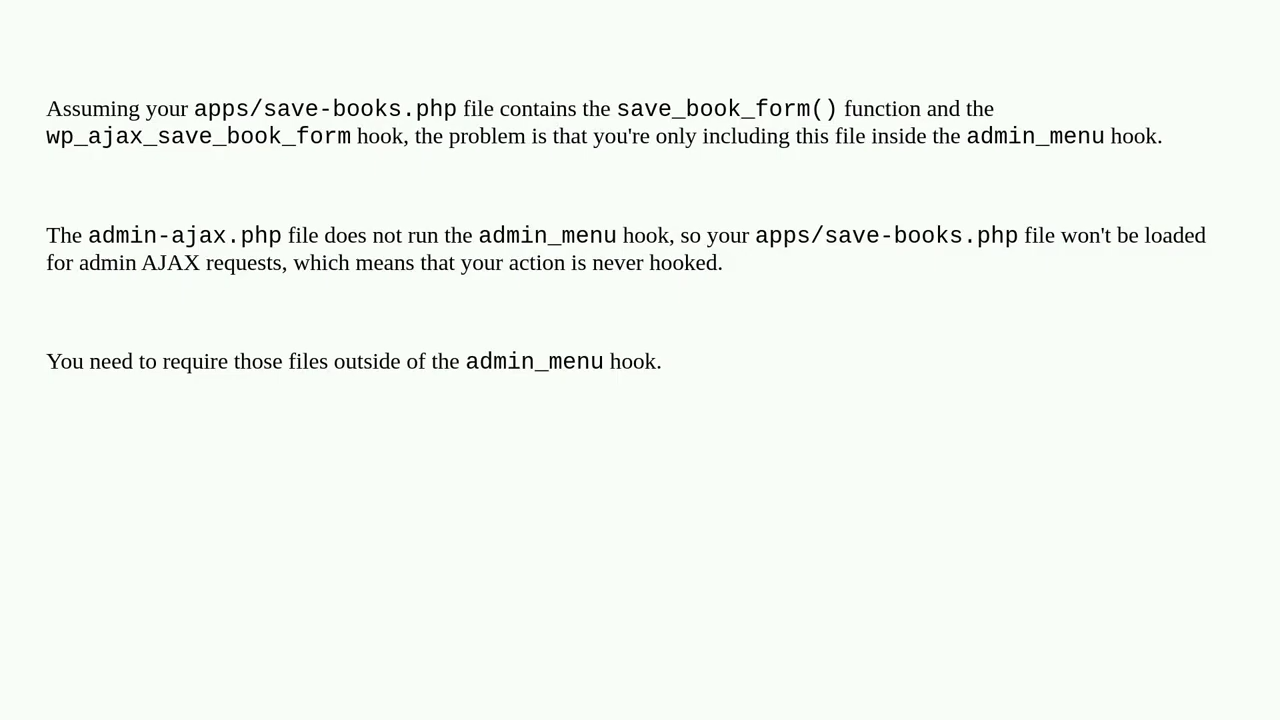 Assuming your apps/save-books.php file contains the save_book_form() function and the
wp_ajax_save_book_form hook, the problem is that you're only including this file inside the admin_menu hook.
The admin-ajax.php file does not run the admin_menu hook, so your apps/save-books.php file won't be loaded
for admin AJAX requests, which means that your action is never hooked.
You need to require those files outside of the admin_menu hook.